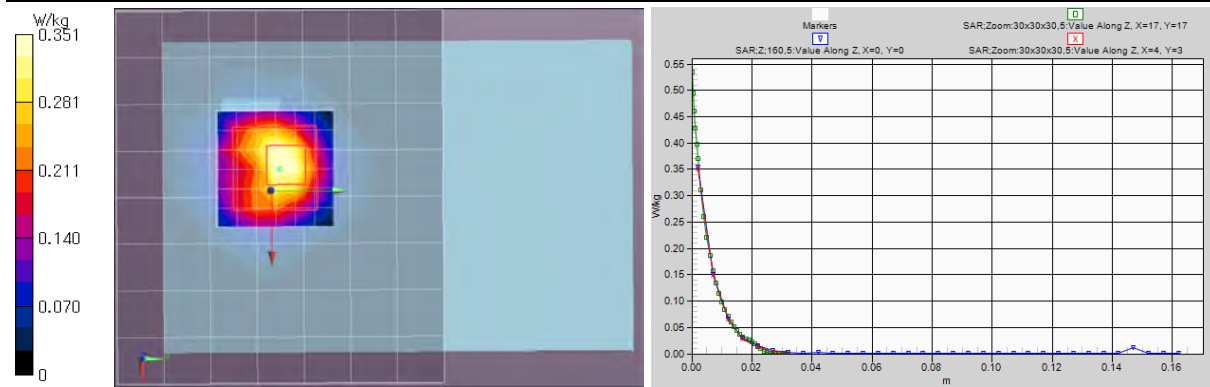 W/kg
0.351
0.281
0.211
0.140
0.070
0
Markers
SAR;Zoom:30x30x30,5:Value Along Z, X=17, Y=17
SAR;Z;160,5:Value Along Z, X=0, Y=0
SAR;Zoom:30x30x30,5:Value Along Z, X=4, Y=3
0.55
0.50
0.45
0.40
0.35
0.30
0.25
0.20
0.15
0.10
0.05
0.00
W/kg
0.00 0.02 0.04 0.06 0.08 0.10 0.12 0.14 0.16
m